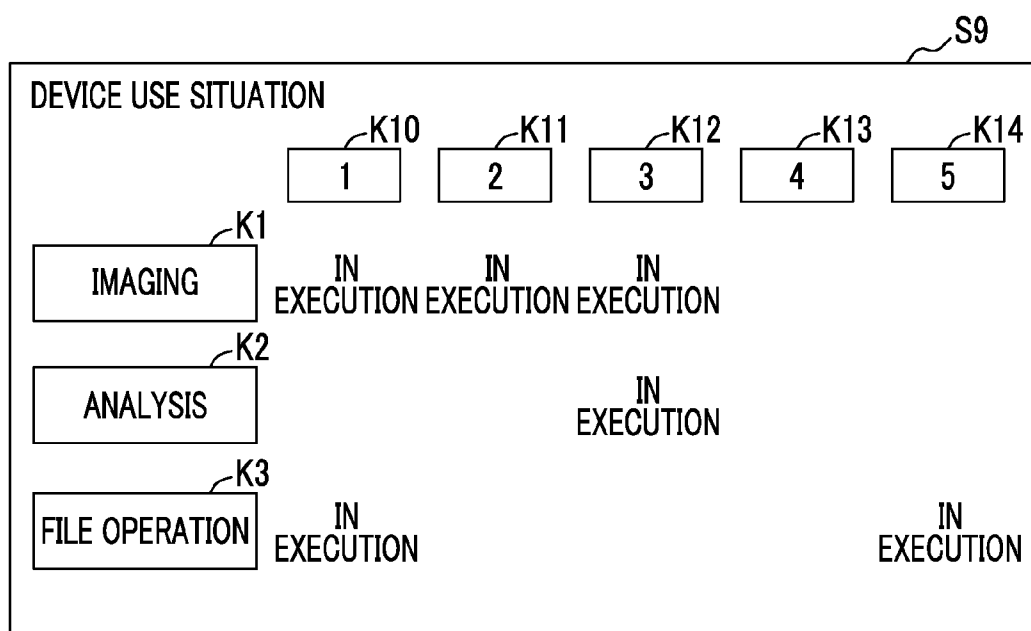 S9
DEVICE USE SITUATION
K10 K11 K12 K13 K14
1 2 3 4 5
K1
IMAGING
IN IN IN
EXECUTION EXECUTION EXECUTION
K2
ANALYSIS
IN
EXECUTION
K3
FILE OPERATION
IN IN
EXECUTION EXECUTION